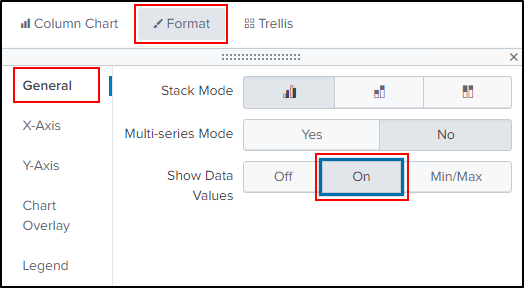 Column Chart Format Trellis
General
X-Axis
Y-Axis
Chart
Overlay
Legend
Stack Mode
Multi-series Mode Yes No
Show Data
Values
Off On Min/Max